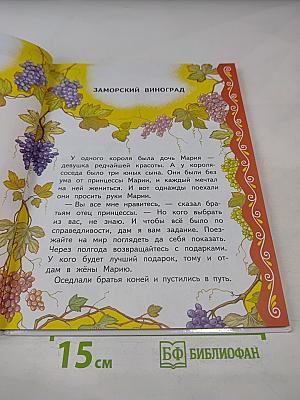 ЗАМОРСКИЙ ВИНОГРАД
У одного короля была дочь Мария —
девушка редчайшей красоты. А у короля-
соседа было три юных сына. Они были без
ума от принцессы Марии, и каждый мечтал
на ней жениться. И вот однажды поехали
они просить руки Марии.
— Вы все мне нравитесь, — сказал бра-
тьям отец принцессы. — Но кого выбрать
из вас, не знаю. И чтобы всё было по
справедливости, дам я вам задание. Поез-
жайте на мир поглядеть да себя показать.
Через полгода возвращайтесь с подарками.
У кого будет лучший подарок, тому и от-
дам в жёны Марию.
Оседлали братья коней и пустились в путь.
15 см
БФ БИБЛИОФАН